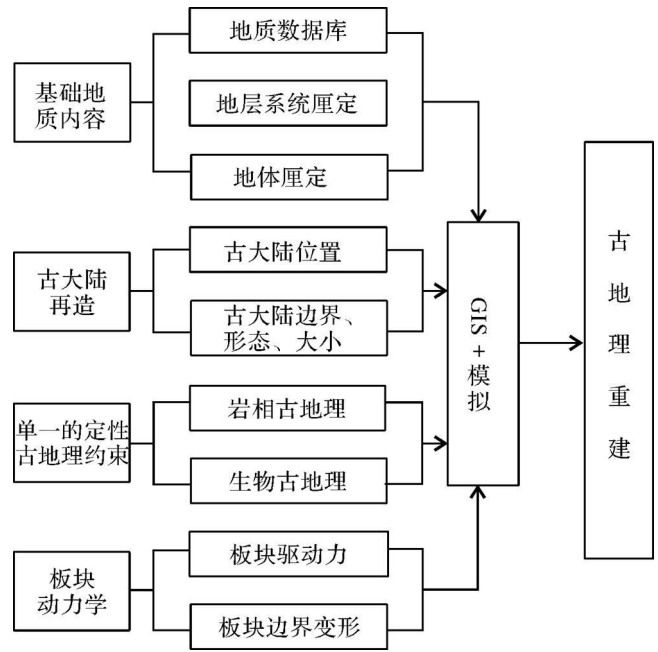 基础地
质内容
地质数据库
地层系统厘定
地体厘定
古大陆
再造
古大陆位置
古大陆边界、
形态、大小
单一的定性
古地理约束
岩相古地理
生物古地理
板块
动力学
板块驱动力
板块边界变形
GIS+模拟
古地理重建